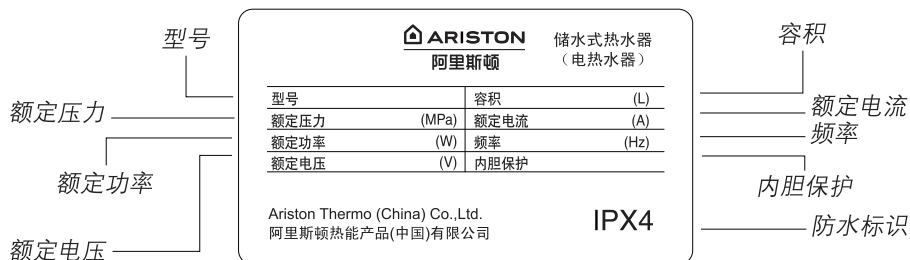 型号
额定压力
额定功率
额定电压
ARISTON
阿里斯顿
储水式热水器
（电热水器）
型号 容积 (L)
额定压力 (MPa) 额定电流 (A)
额定功率 (W) 频率 (Hz)
额定电压 (V) 内胆保护
Ariston Thermo (China) Co.,Ltd.
阿里斯顿热能产品(中国)有限公司
IPX4
容积
额定电流
频率
内胆保护
防水标识